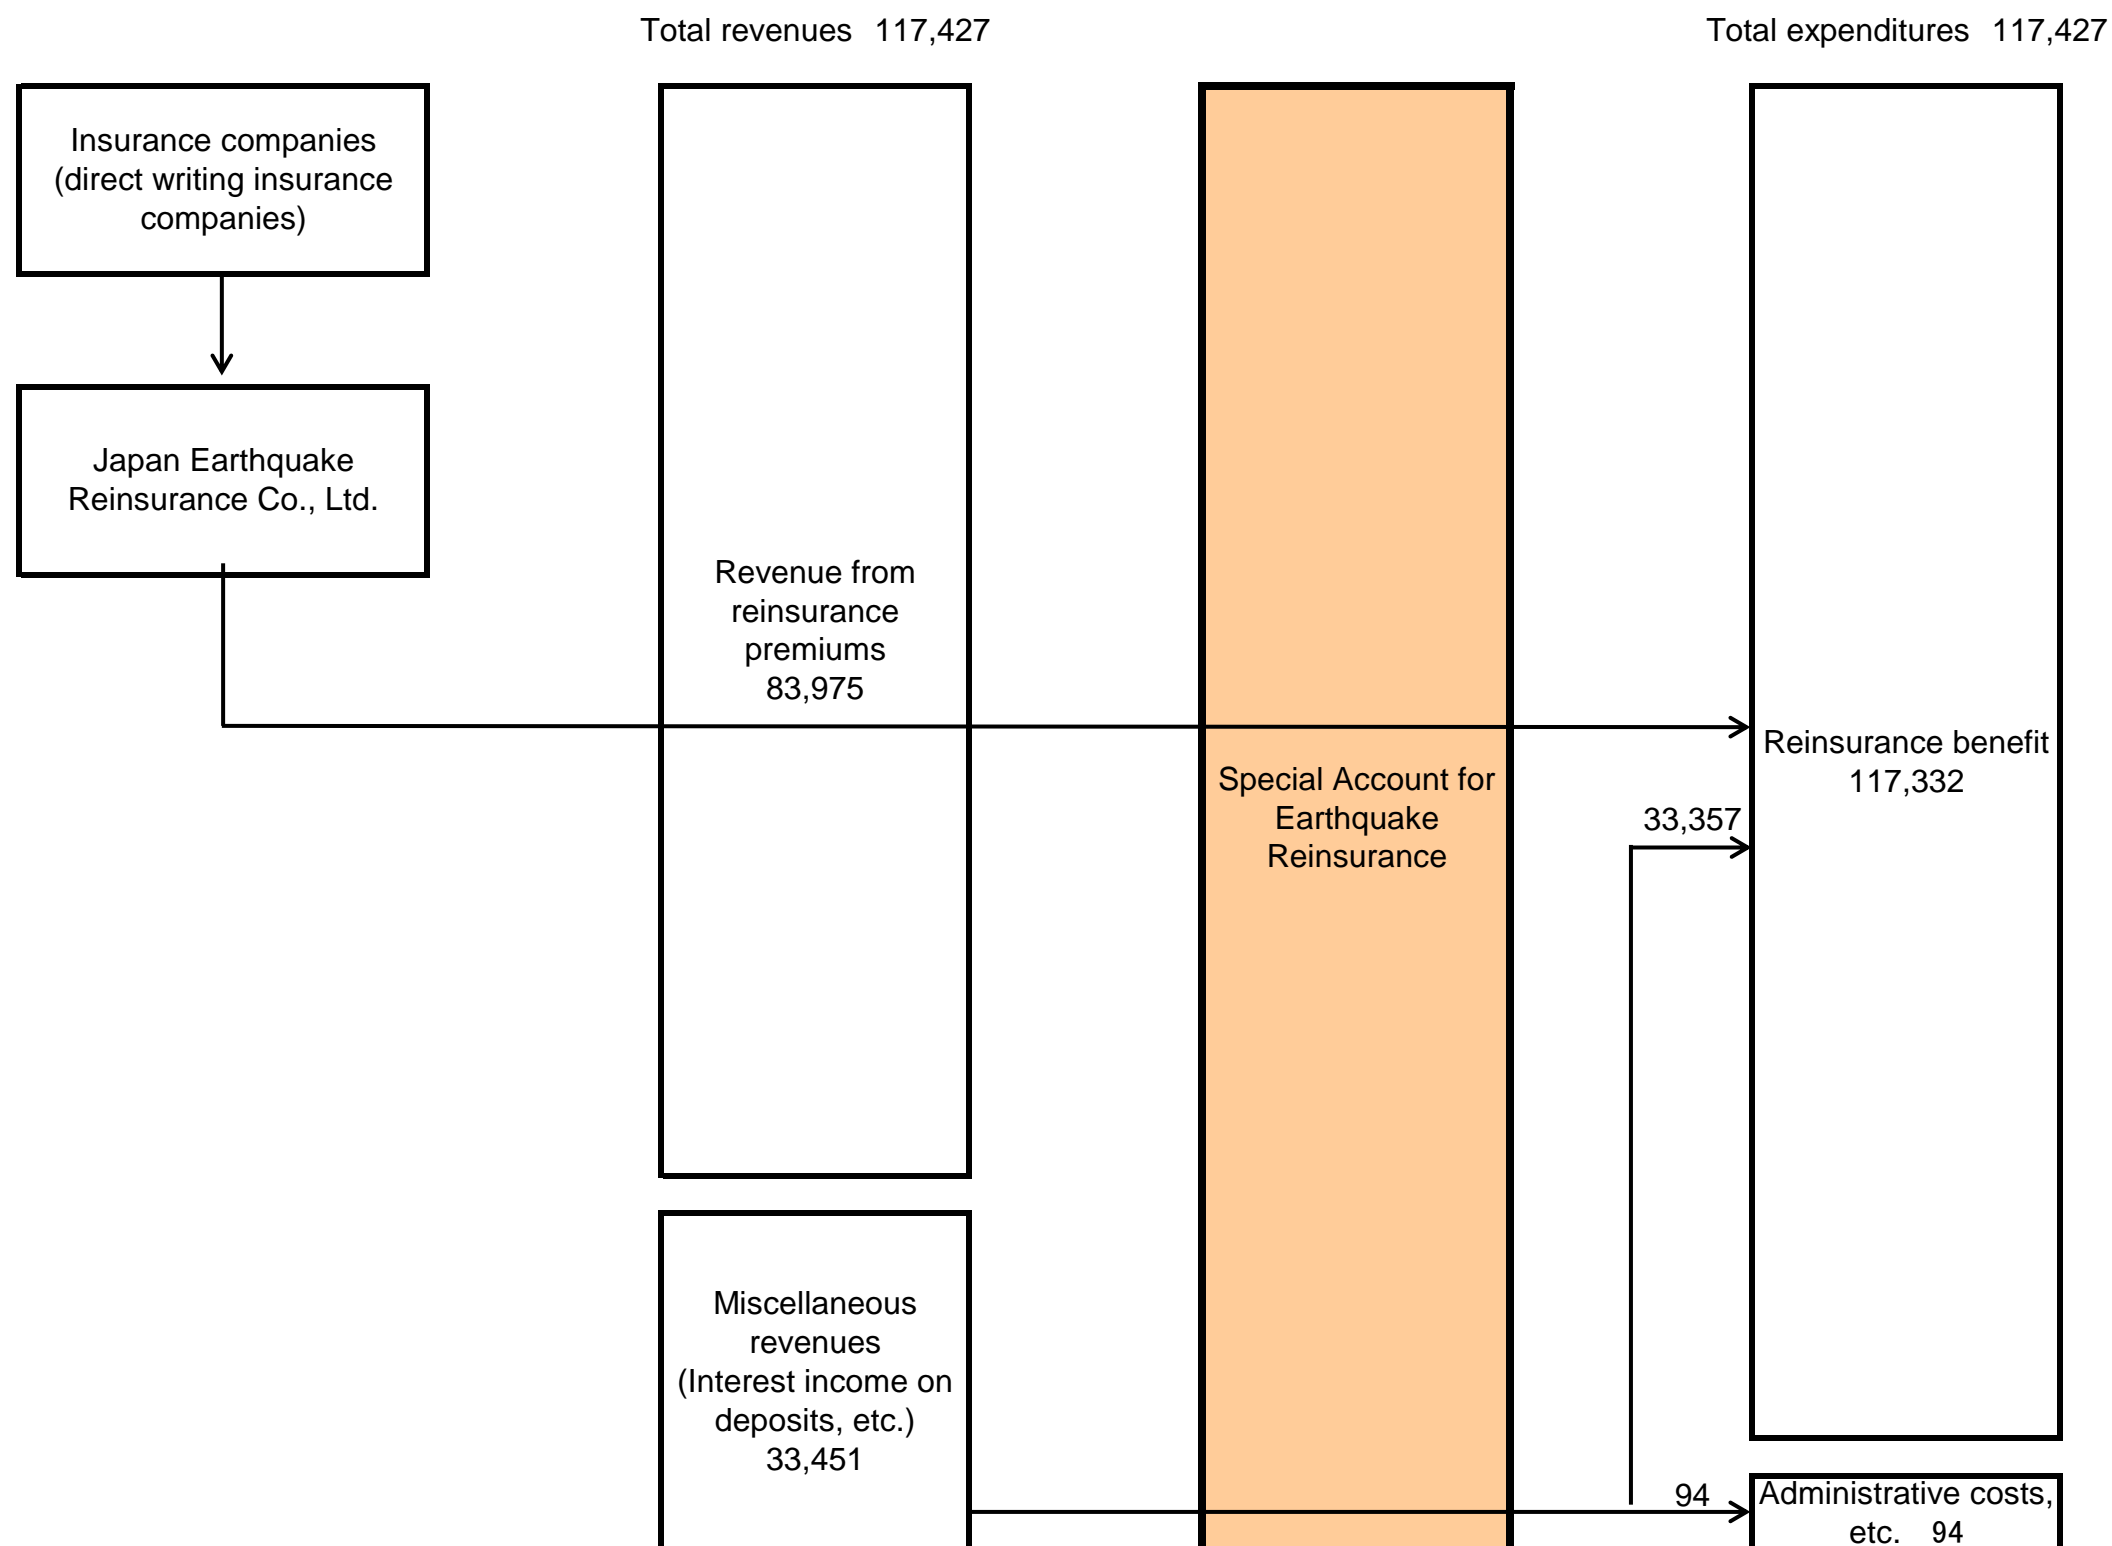 Total revenues 117,427
Total expenditures 117,427
Insurance companies
(direct writing insurance
companies)
Japan Earthquake
Reinsurance Co., Ltd.
Revenue from
reinsurance
premiums
83,975
Special Account for
Earthquake
Reinsurance
Reinsurance benefit
117,332
33,357
Miscellaneous
revenues
(Interest income on
deposits, etc.)
33,451
94
Administrative costs,
etc. 94